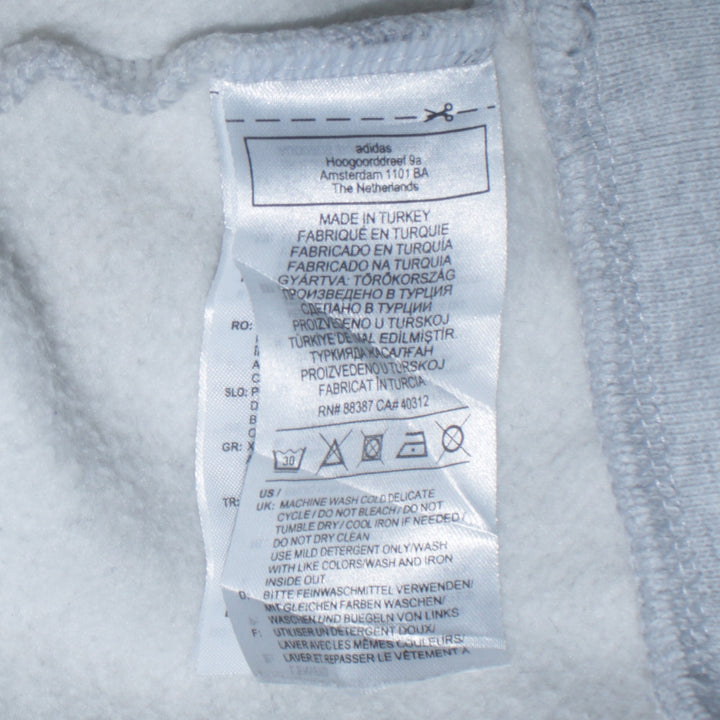 adidas
Hoogoorddreef 9a
Amsterdam 1101 BA
The Netherlands
MADE IN TURKEY
FABRIQUÉ EN TURQUIE
FABRICADO EN TURQUÍA
FABRICADO NA TURQUIA
GYÁRTVA: TÖRÖKORSZÁG
ПРОИЗВЕДЕНО В ТУРЦИЯ
СДЕЛАНО В ТУРЦИИ
PROIZVEDENO U TURSKOJ
TÜRKIYE DE EDİLMİŞTİR.
ТУРКИЯДА ЖАСАЛҒАН
PROIZVEDENO U TURSKOJ
FABRICAT ÎN TURCIA
RN# 88387 CA# 40312
30
RO:
SLO: P
GR: X
TR:
US /
UK: MACHINE WASH COLD DELICATE
CYCLE / DO NOT BLEACH / DO NOT
TUMBLE DRY / COOL IRON IF NEEDED /
DO NOT DRY CLEAN
USE MILD DETERGENT ONLY/WASH
WITH LIKE COLORS/WASH AND IRON
INSIDE OUT
D: BITTE FEINWASCHMITTEL VERWENDEN/
MIT GLEICHEN FARBEN WASCHEN/
WASCHEN UND BUEGELN VON LINKS
F: UTILISER UN DETERGENT DOUX/
LAVER AVEC LES MÊMES COULEURS/
LAVER ET REPASSER LE VÊTEMENT X